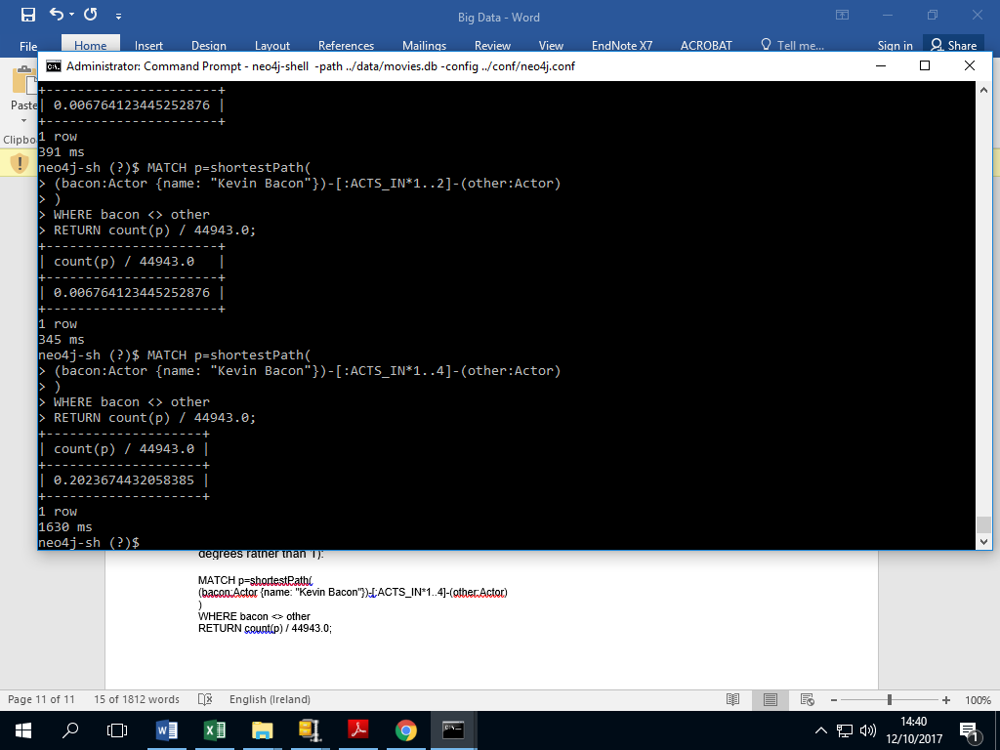 Big Data - Word
File Home Insert Design Layout References Mailings Review View EndNote X7 ACROBAT Tell me... Sign in Share
Administrator: Command Prompt - neo4j-shell -path ../data/movies.db -config ../conf/neo4j.conf
Paste
Clipbo
+----------------------+
| 0.006764123445252876 |
+----------------------+
1 row
391 ms
neo4j-sh (?)$ MATCH p=shortestPath(
> (bacon:Actor {name: "Kevin Bacon"})-[:ACTS_IN*1..2]-(other:Actor)
> )
> WHERE bacon <> other
> RETURN count(p) / 44943.0;
+----------------------+
| count(p) / 44943.0   |
+----------------------+
| 0.006764123445252876 |
+----------------------+
1 row
345 ms
neo4j-sh (?)$ MATCH p=shortestPath(
> (bacon:Actor {name: "Kevin Bacon"})-[:ACTS_IN*1..4]-(other:Actor)
> )
> WHERE bacon <> other
> RETURN count(p) / 44943.0;
+--------------------+
| count(p) / 44943.0 |
+--------------------+
| 0.2023674432058385 |
+--------------------+
1 row
1630 ms
neo4j-sh (?)$
degrees rather than 1):
MATCH p=shortestPath(
(bacon:Actor {name: "Kevin Bacon"})-[:ACTS_IN*1..4]-(other:Actor)
)
WHERE bacon <> other
RETURN count(p) / 44943.0;
Page 11 of 11 15 of 1812 words English (Ireland) 100%
14:40
12/10/2017
1